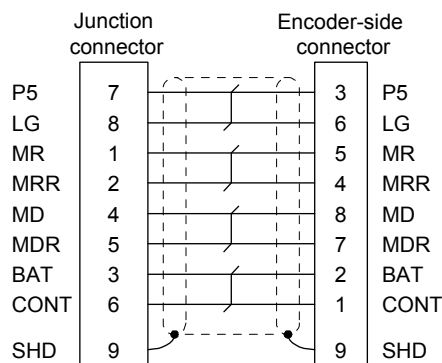 Junction connector Encoder-side connector
P5 7 3 P5
LG 8 6 LG
MR 1 5 MR
MRR 2 4 MRR
MD 4 8 MD
MDR 5 7 MDR
BAT 3 2 BAT
CONT 6 1 CONT
SHD 9 9 SHD